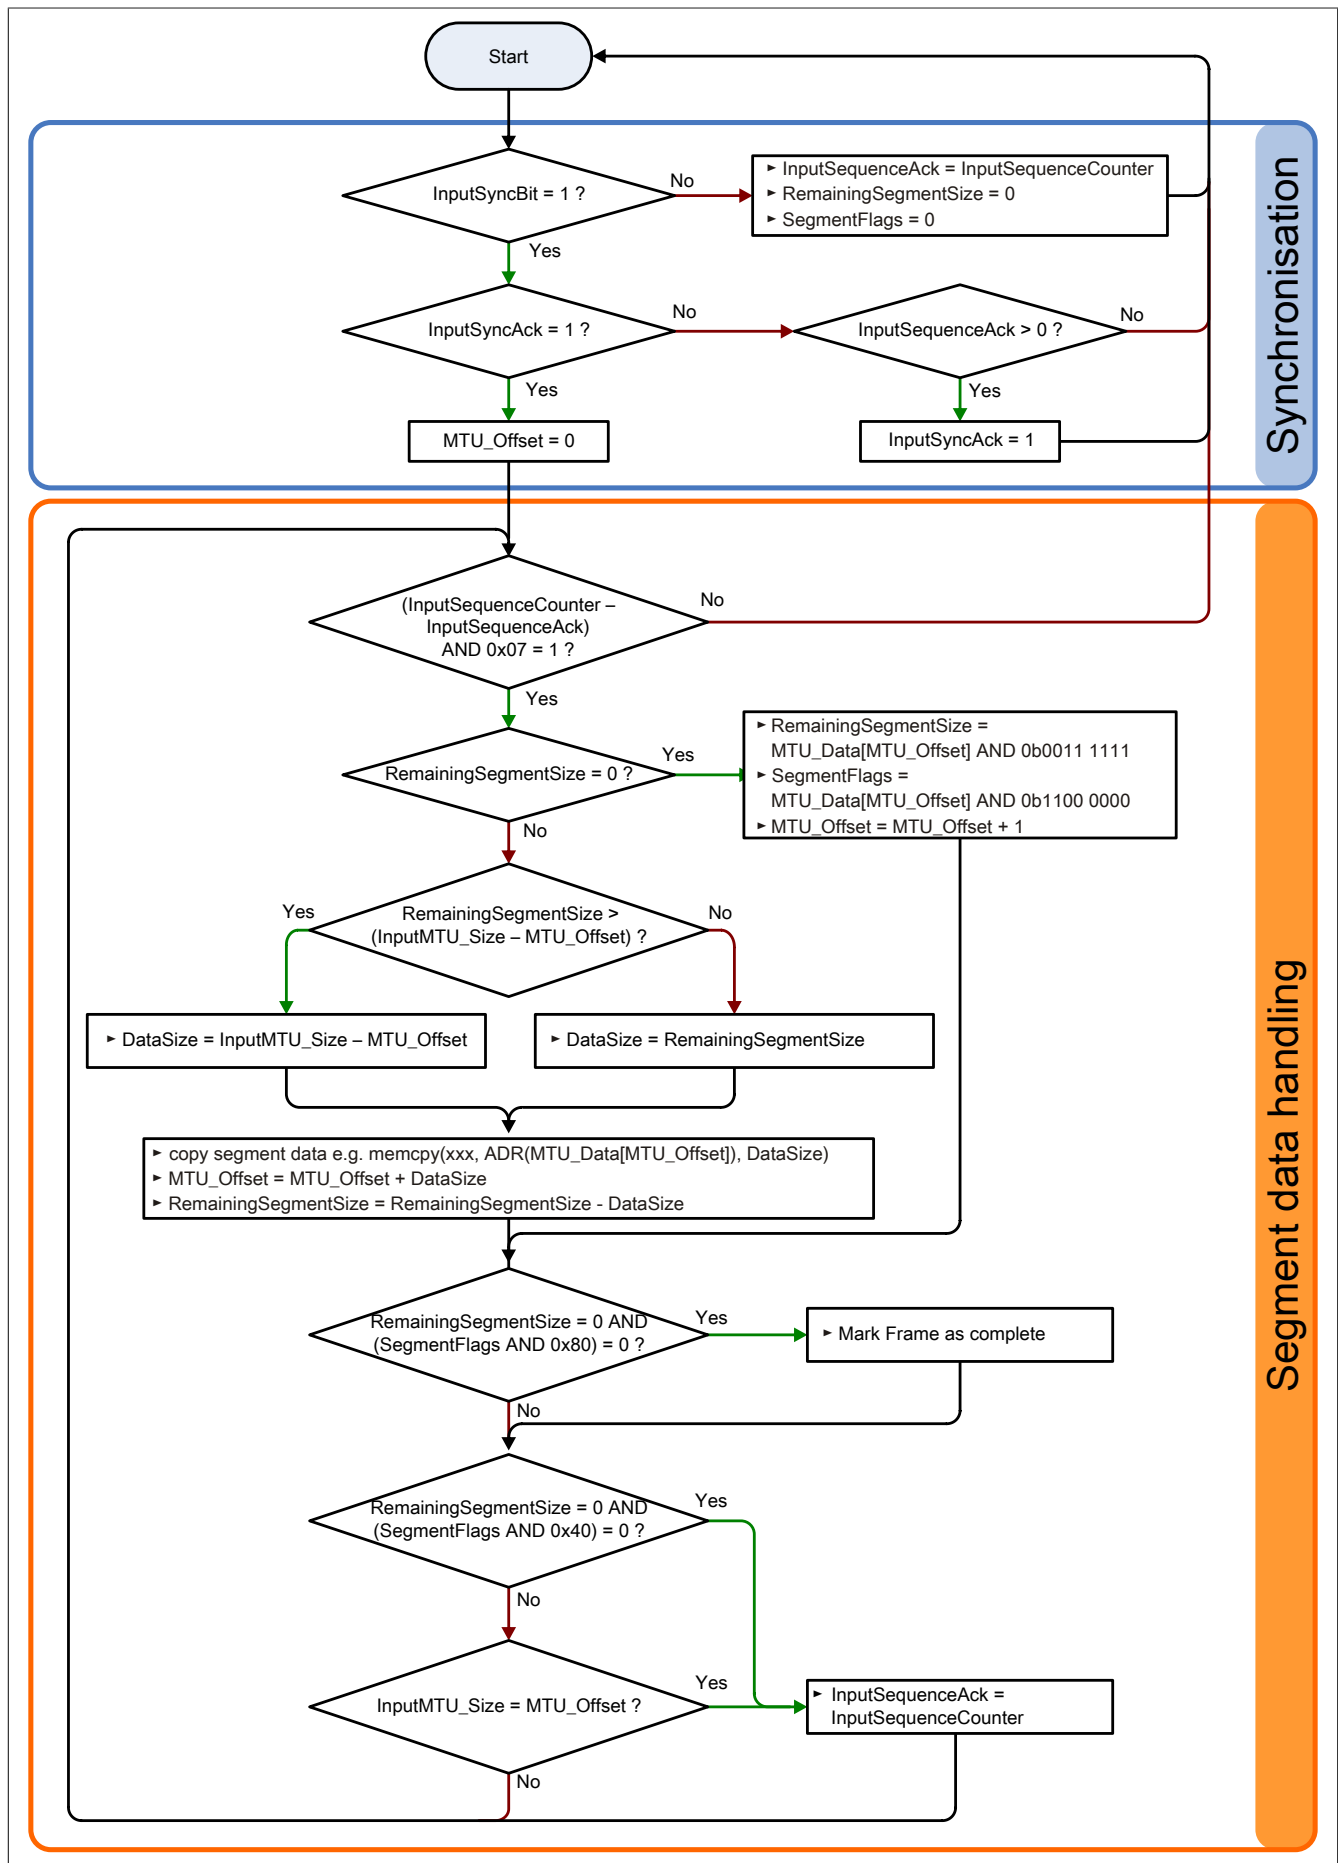 Start
InputSyncBit = 1 ?
No
► InputSequenceAck = InputSequenceCounter
► RemainingSegmentSize = 0
► SegmentFlags = 0
Yes
InputSyncAck = 1 ?
No
InputSequenceAck > 0 ?
No
Yes
Yes
MTU_Offset = 0
InputSyncAck = 1
Synchronisation
(InputSequenceCounter –
InputSequenceAck)
AND 0x07 = 1 ?
No
Yes
RemainingSegmentSize = 0 ?
Yes
► RemainingSegmentSize =
MTU_Data[MTU_Offset] AND 0b0011 1111
► SegmentFlags =
MTU_Data[MTU_Offset] AND 0b1100 0000
► MTU_Offset = MTU_Offset + 1
No
RemainingSegmentSize >
(InputMTU_Size – MTU_Offset) ?
Yes
No
► DataSize = InputMTU_Size – MTU_Offset
► DataSize = RemainingSegmentSize
► copy segment data e.g. memcpy(xxx, ADR(MTU_Data[MTU_Offset]), DataSize)
► MTU_Offset = MTU_Offset + DataSize
► RemainingSegmentSize = RemainingSegmentSize - DataSize
RemainingSegmentSize = 0 AND
(SegmentFlags AND 0x80) = 0 ?
Yes
► Mark Frame as complete
No
RemainingSegmentSize = 0 AND
(SegmentFlags AND 0x40) = 0 ?
Yes
No
InputMTU_Size = MTU_Offset ?
Yes
► InputSequenceAck =
InputSequenceCounter
No
Segment data handling